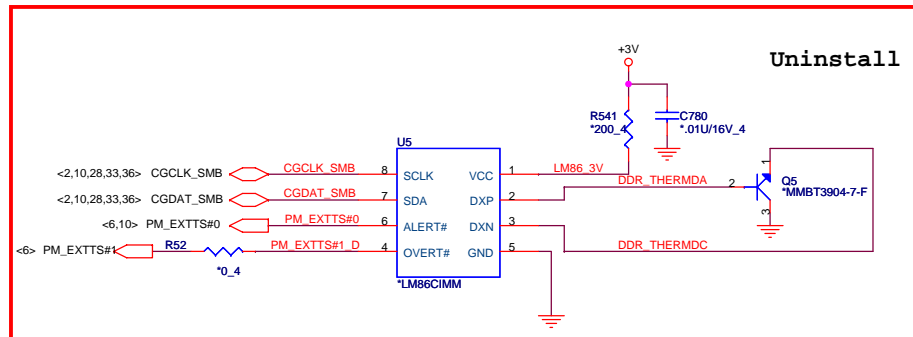 +3V
Uninstall
R541
*200_4
C780
*.01U/16V_4
U5
<2,10,28,33,36> CGCLK_SMB CGCLK_SMB 8 SCLK VCC 1 LM86_3V
<2,10,28,33,36> CGDAT_SMB CGDAT_SMB 7 SDA DXP 2 DDR_THERMDA 2
1
Q5
*MMBT3904-7-F
3
<6,10> PM_EXTTS#0 PM_EXTTS#0 6 ALERT# DXN 3 DDR_THERMDC
<6> PM_EXTTS#1 R52 PM_EXTTS#1_D 4 OVERT# GND 5
*0_4
*LM86CIMM